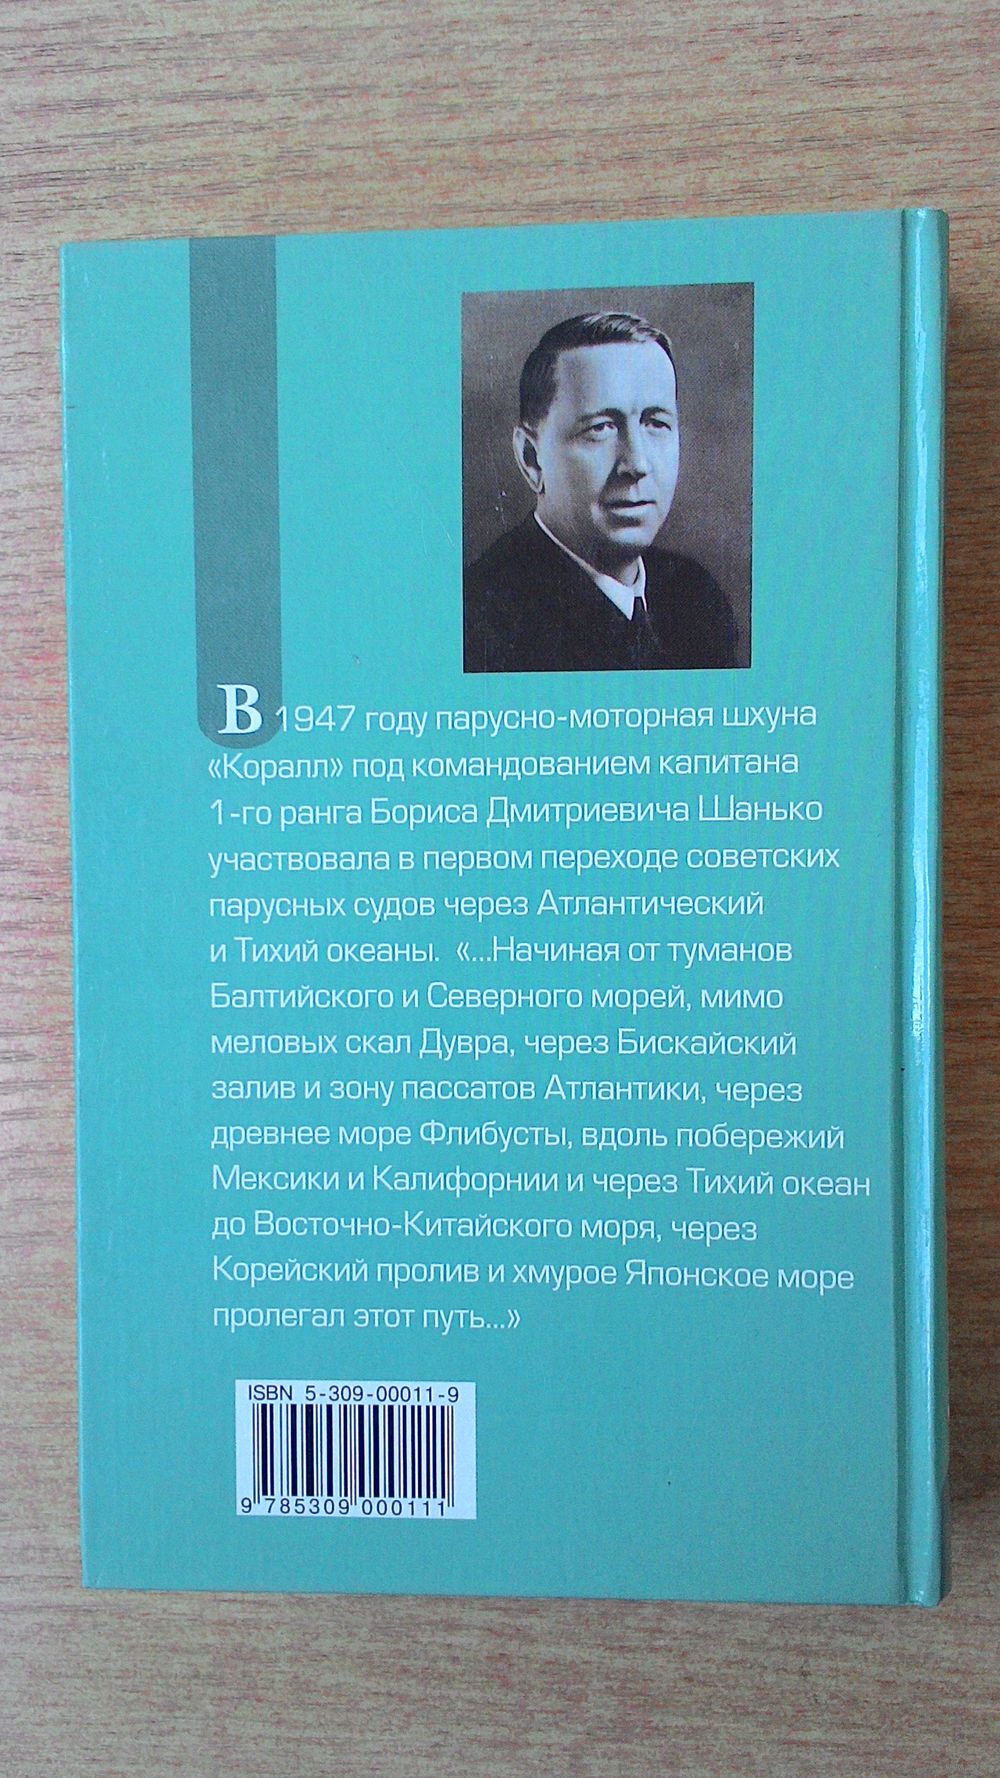 В 1947 году парусно-моторная шхуна
«Коралл» под командованием капитана
1-го ранга Бориса Дмитриевича Шанько
участвовала в первом переходе советских
парусных судов через Атлантический
и Тихий океаны. «...Начиная от туманов
Балтийского и Северного морей, мимо
меловых скал Дувра, через Бискайский
залив и зону пассатов Атлантики, через
древнее море Флибусты, вдоль побережий
Мексики и Калифорнии и через Тихий океан
до Восточно-Китайского моря, через
Корейский пролив и хмурое Японское море
пролегал этот путь...»
ISBN 5-309-00011-9
9 785309 000111